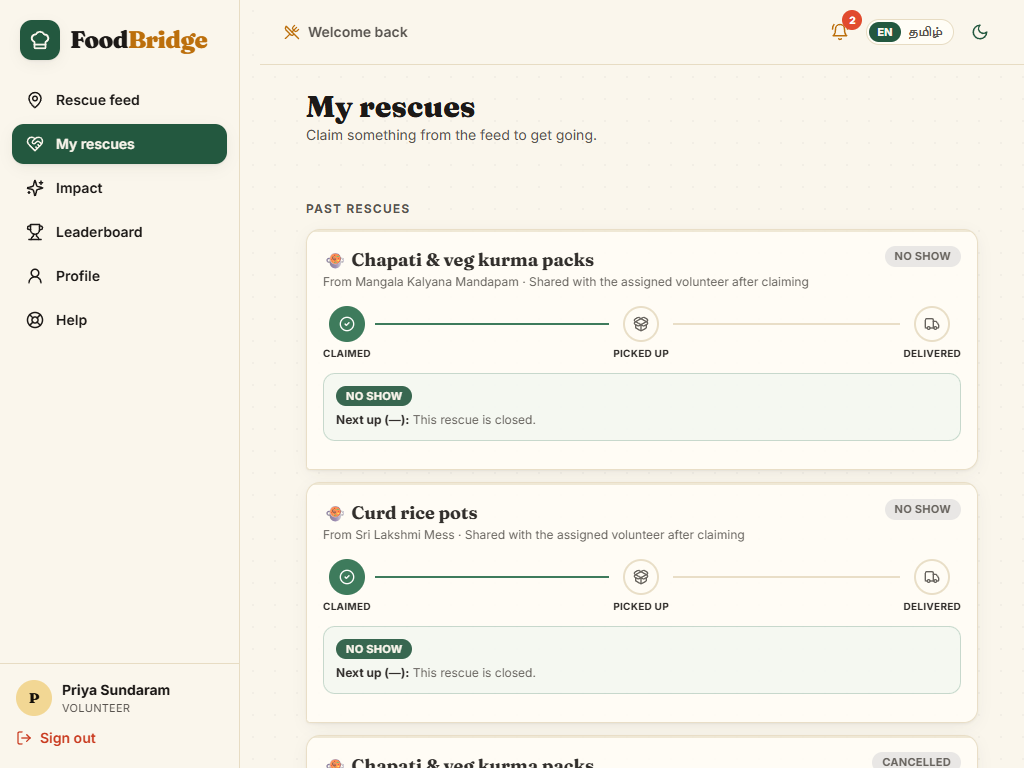 FoodBridge
Rescue feed
My rescues
Impact
Leaderboard
Profile
Help
Priya Sundaram
VOLUNTEER
P
Sign out
Welcome back
2
EN
தமிழ்
My rescues
Claim something from the feed to get going.
PAST RESCUES
Chapati & veg kurma packs
NO SHOW
From Mangala Kalyana Mandapam · Shared with the assigned volunteer after claiming
CLAIMED
PICKED UP
DELIVERED
NO SHOW
Next up (—): This rescue is closed.
Curd rice pots
NO SHOW
From Sri Lakshmi Mess · Shared with the assigned volunteer after claiming
CLAIMED
PICKED UP
DELIVERED
NO SHOW
Next up (—): This rescue is closed.
Chapati & veg kurma packs
CANCELLED